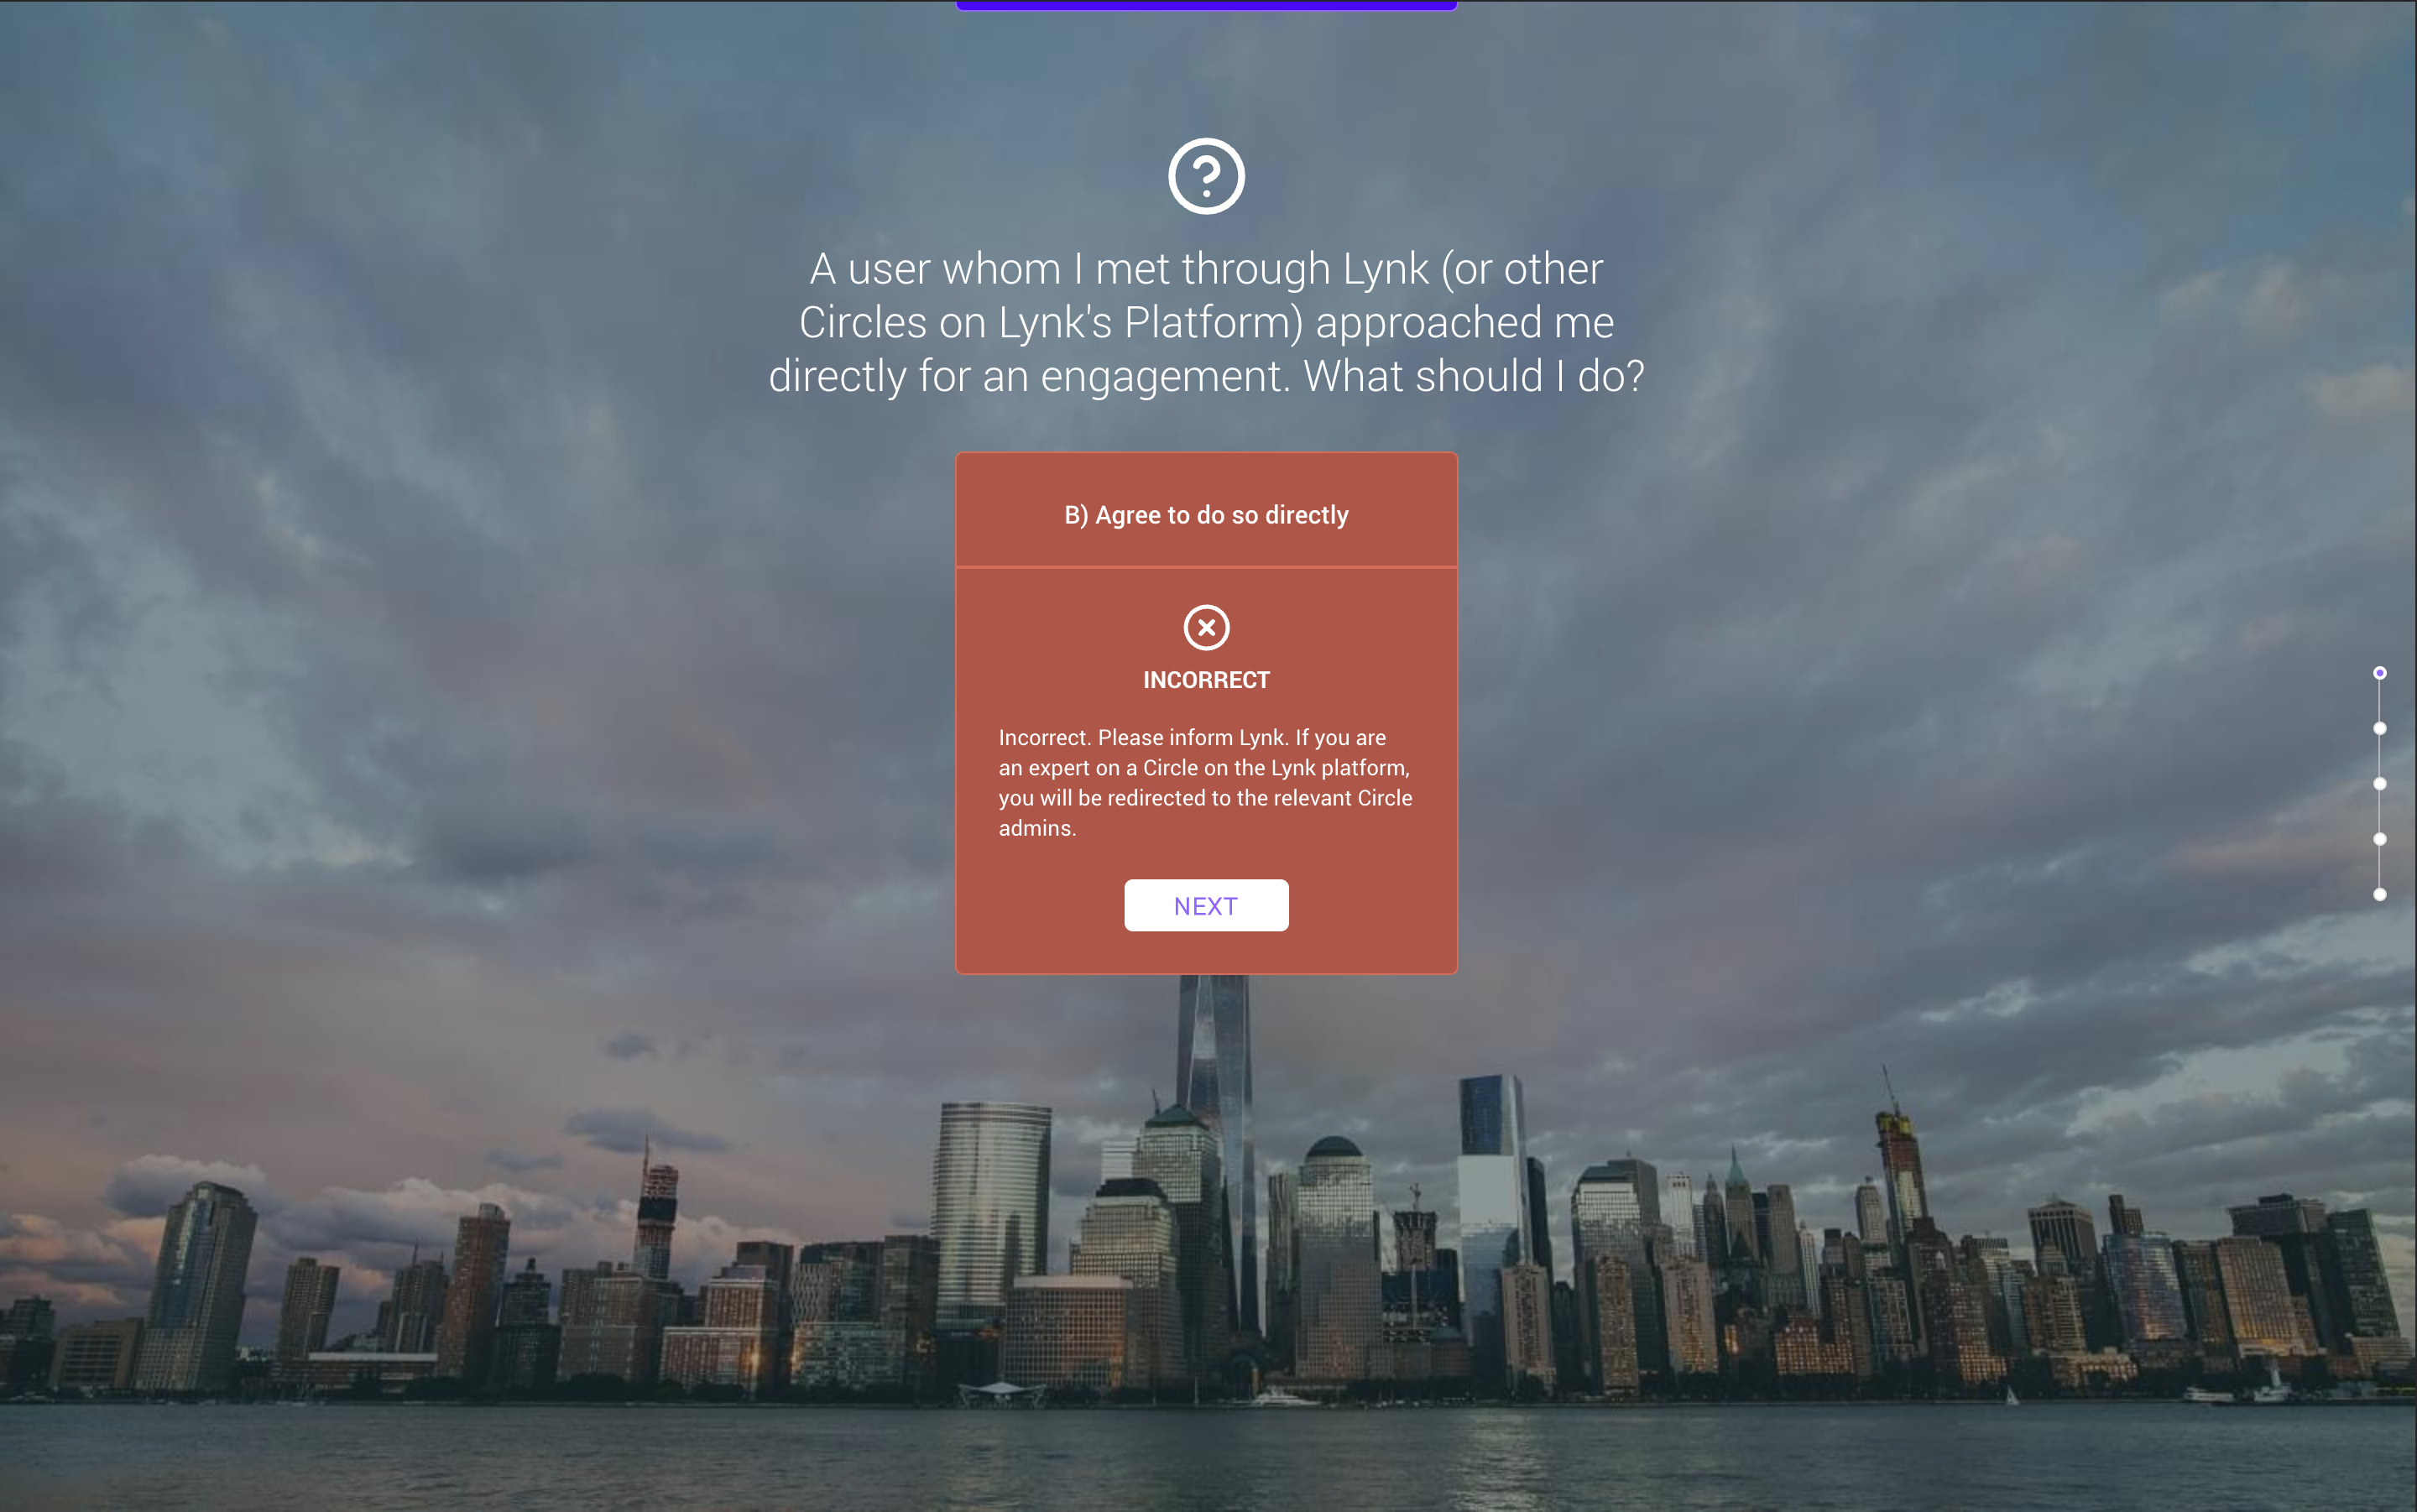 A user whom I met through Lynk (or other
Circles on Lynk's Platform) approached me
directly for an engagement. What should I do?
B) Agree to do so directly
INCORRECT
Incorrect. Please inform Lynk. If you are
an expert on a Circle on the Lynk platform,
you will be redirected to the relevant Circle
admins.
NEXT